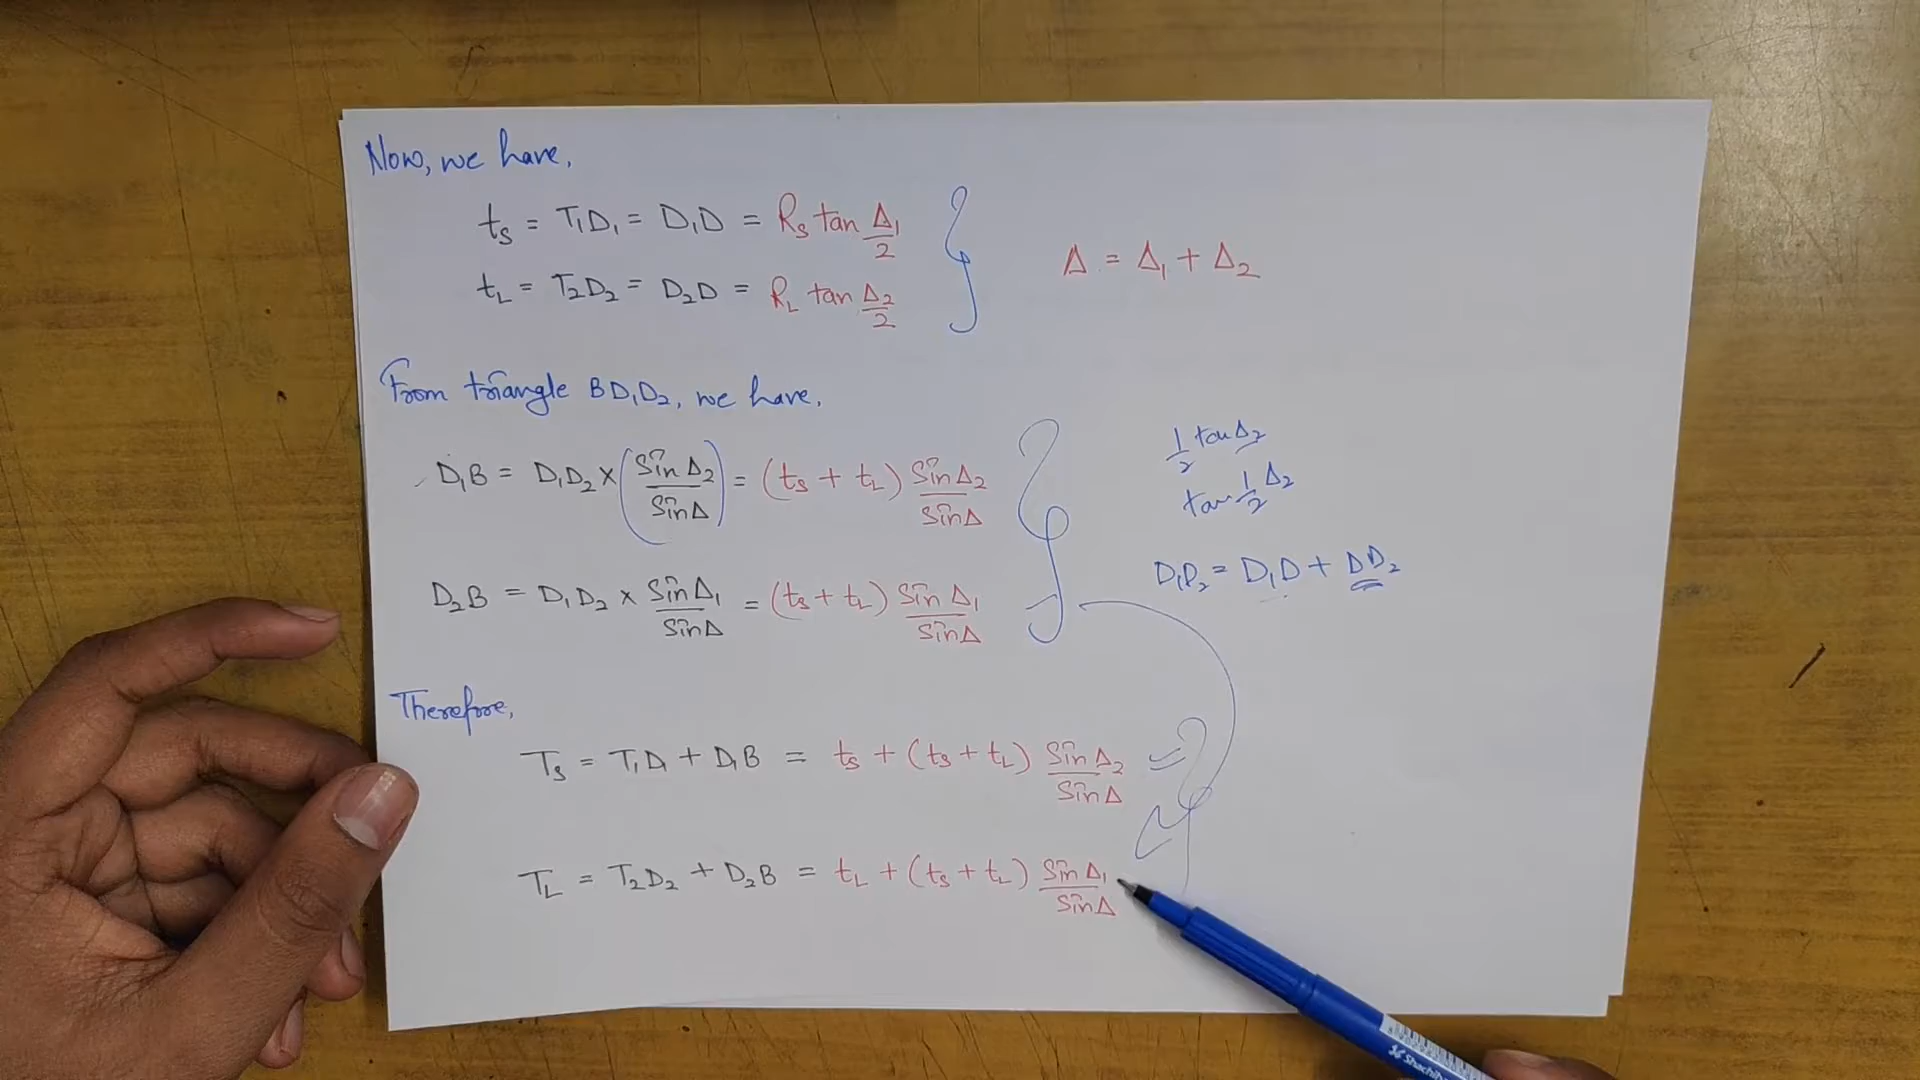 Now, we have,
tS = T1D1 = D1D = RS tan Δ1/2
tL = T2D2 = D2D = RL tan Δ2/2
Δ = Δ1 + Δ2
From triangle BD1D2, we have,
D1B = D1D2 × (Sin Δ2/Sin Δ) = (tS + tL) Sin Δ2/Sin Δ
D2B = D1D2 × Sin Δ1/Sin Δ = (tS + tL) Sin Δ1/Sin Δ
1/2 tan Δ2
tan 1/2 Δ2
D1D2 = D1D + DD2
Therefore,
TS = T1D1 + D1B = tS + (tS + tL) Sin Δ2/Sin Δ
TL = T2D2 + D2B = tL + (tS + tL) Sin Δ1/Sin Δ